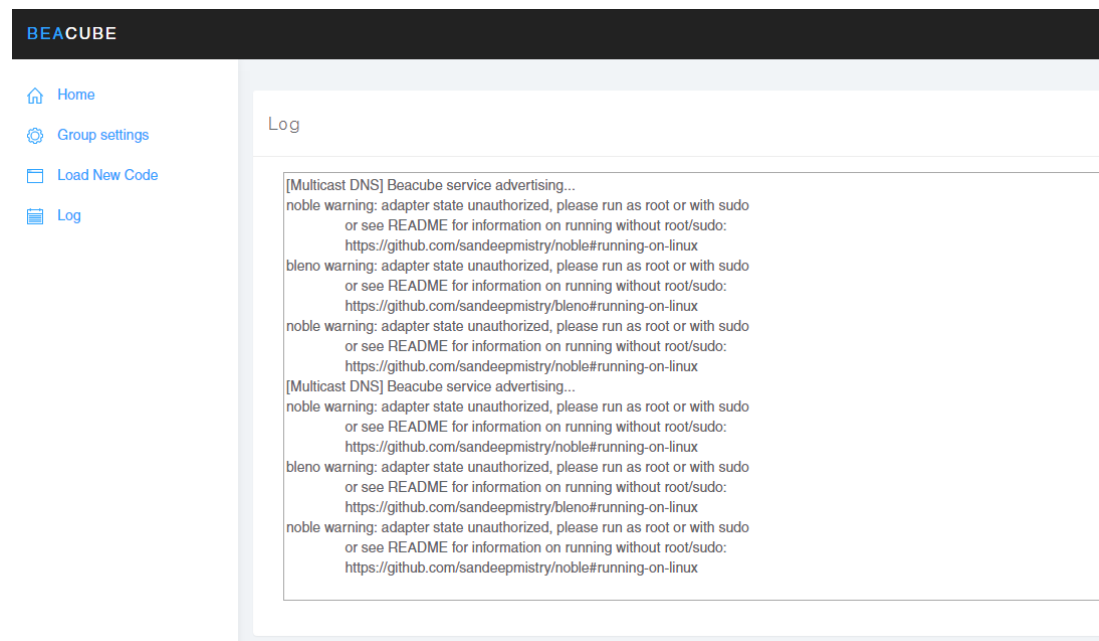 BEACUBE
Home
Group settings
Load New Code
Log
Log
[Multicast DNS] Beacube service advertising...
noble warning: adapter state unauthorized, please run as root or with sudo
or see README for information on running without root/sudo:
https://github.com/sandeepmistry/noble#running-on-linux
bleno warning: adapter state unauthorized, please run as root or with sudo
or see README for information on running without root/sudo:
https://github.com/sandeepmistry/bleno#running-on-linux
noble warning: adapter state unauthorized, please run as root or with sudo
or see README for information on running without root/sudo:
https://github.com/sandeepmistry/noble#running-on-linux
[Multicast DNS] Beacube service advertising...
noble warning: adapter state unauthorized, please run as root or with sudo
or see README for information on running without root/sudo:
https://github.com/sandeepmistry/noble#running-on-linux
bleno warning: adapter state unauthorized, please run as root or with sudo
or see README for information on running without root/sudo:
https://github.com/sandeepmistry/bleno#running-on-linux
noble warning: adapter state unauthorized, please run as root or with sudo
or see README for information on running without root/sudo:
https://github.com/sandeepmistry/noble#running-on-linux